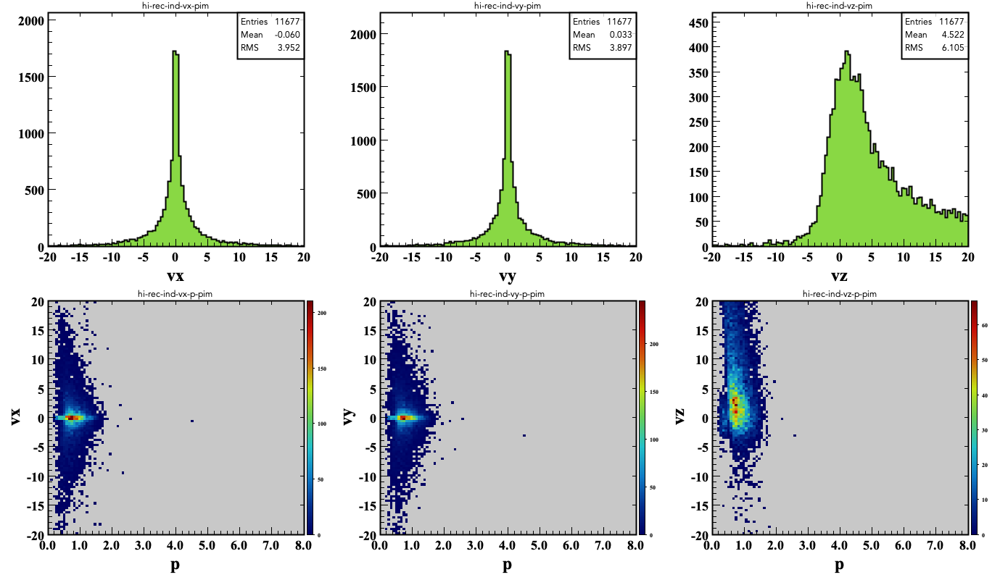 hi-rec-ind-vx-pim
Entries 11677
Mean -0.060
RMS 3.952
2000
1500
1000
500
0
-20 -15 -10 -5 0 5 10 15 20
vx
hi-rec-ind-vy-pim
Entries 11677
Mean 0.033
RMS 3.897
2000
1500
1000
500
0
-20 -15 -10 -5 0 5 10 15 20
vy
hi-rec-ind-vz-pim
Entries 11677
Mean 4.522
RMS 6.105
450
400
350
300
250
200
150
100
50
0
-20 -15 -10 -5 0 5 10 15 20
vz
hi-rec-ind-vx-p-pim
20
15
10
5
0
-5
-10
-15
-20
vx
0.0 1.0 2.0 3.0 4.0 5.0 6.0 7.0 8.0
p
200
150
100
50
0
hi-rec-ind-vy-p-pim
20
15
10
5
0
-5
-10
-15
-20
vy
0.0 1.0 2.0 3.0 4.0 5.0 6.0 7.0 8.0
p
200
150
100
50
0
hi-rec-ind-vz-p-pim
20
15
10
5
0
-5
-10
-15
-20
vz
0.0 1.0 2.0 3.0 4.0 5.0 6.0 7.0 8.0
p
60
50
40
30
20
10
0